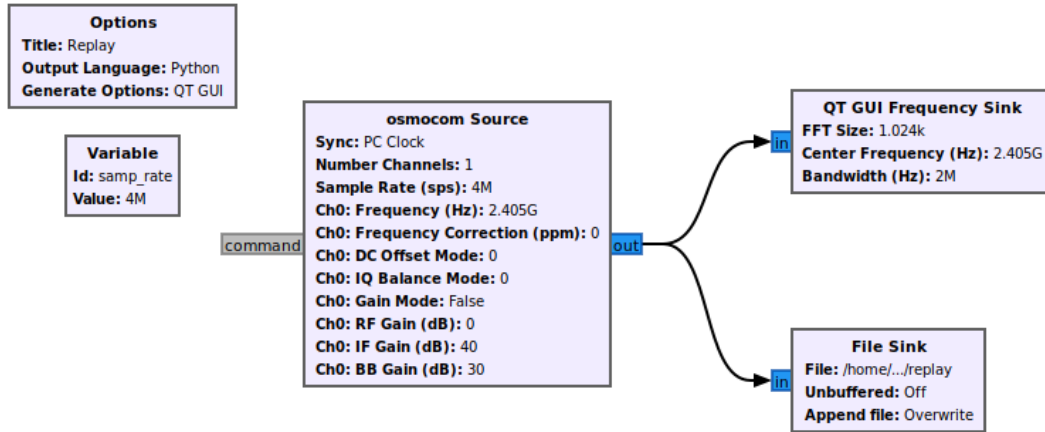 Options
Title: Replay
Output Language: Python
Generate Options: QT GUI
Variable
Id: samp_rate
Value: 4M
command
osmocom Source
Sync: PC Clock
Number Channels: 1
Sample Rate (sps): 4M
Ch0: Frequency (Hz): 2.405G
Ch0: Frequency Correction (ppm): 0
Ch0: DC Offset Mode: 0
Ch0: IQ Balance Mode: 0
Ch0: Gain Mode: False
Ch0: RF Gain (dB): 0
Ch0: IF Gain (dB): 40
Ch0: BB Gain (dB): 30
out
in
QT GUI Frequency Sink
FFT Size: 1.024k
Center Frequency (Hz): 2.405G
Bandwidth (Hz): 2M
in
File Sink
File: /home/.../replay
Unbuffered: Off
Append file: Overwrite